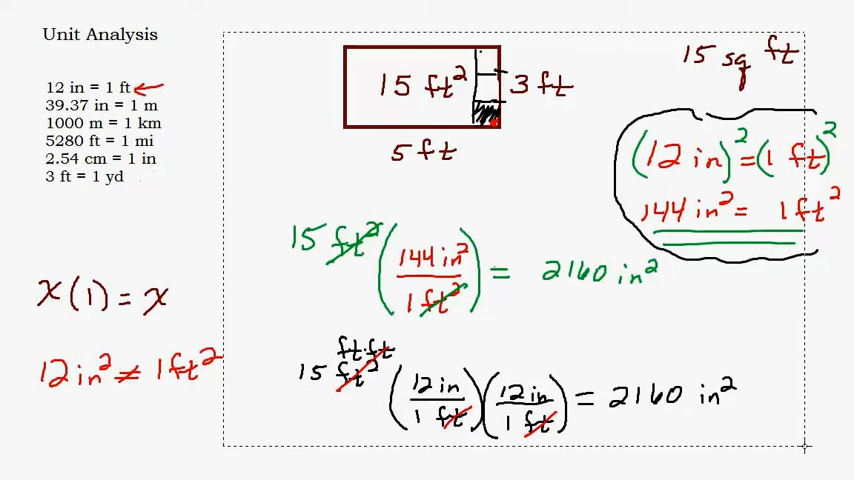 Unit Analysis
12 in = 1 ft
39.37 in = 1 m
1000 m = 1 km
5280 ft = 1 mi
2.54 cm = 1 in
3 ft = 1 yd
15 ft²
3 ft
5 ft
15 sq ft
(12 in)² = (1 ft)²
144 in² = 1 ft²
15 ft² (144 in² / 1 ft²) = 2160 in²
x(1) = x
12 in² ≠ 1 ft²
ft·ft
15 ft² (12 in / 1 ft)(12 in / 1 ft) = 2160 in²